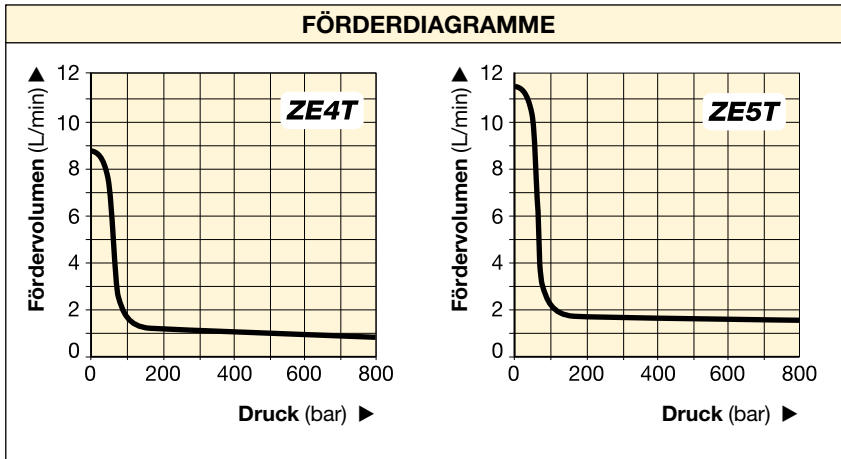 FÖRDERDIAGRAMME
Fördervolumen (L/min) ▲
12
10
8
6
4
2
0
ZE4T
0 200 400 600 800
Druck (bar) ▶
Fördervolumen (L/min) ▲
12
10
8
6
4
2
0
ZE5T
0 200 400 600 800
Druck (bar) ▶